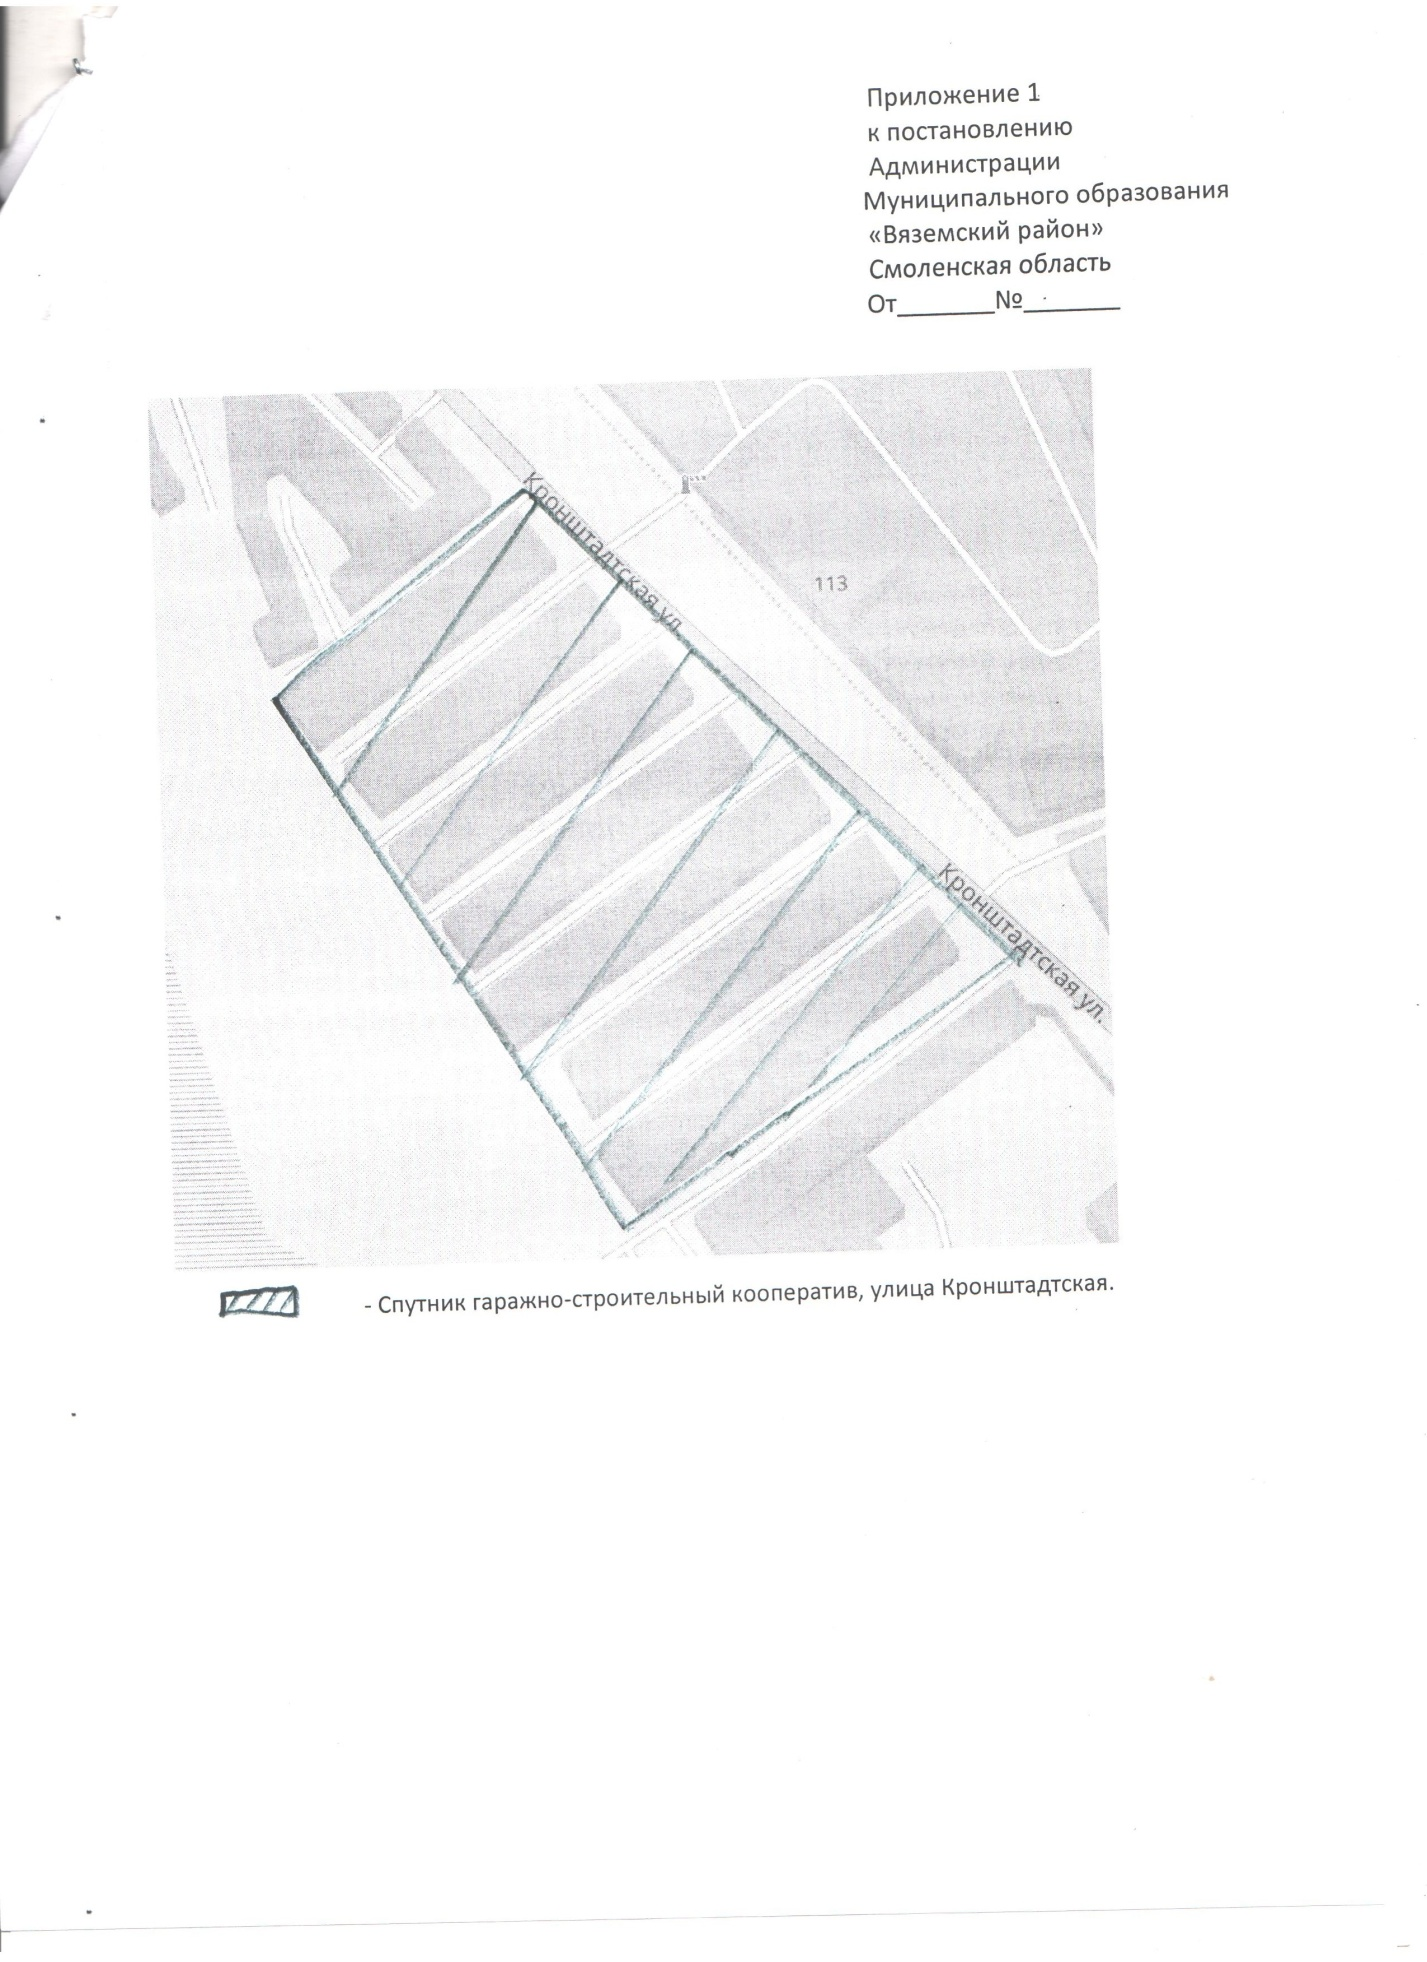 Приложение 1
к постановлению
Администрации
Муниципального образования
«Вяземский район»
Смоленская область
От_______№_______
Кронштадтская ул.
113
Кронштадтская ул.
- Спутник гаражно-строительный кооператив, улица Кронштадтская.